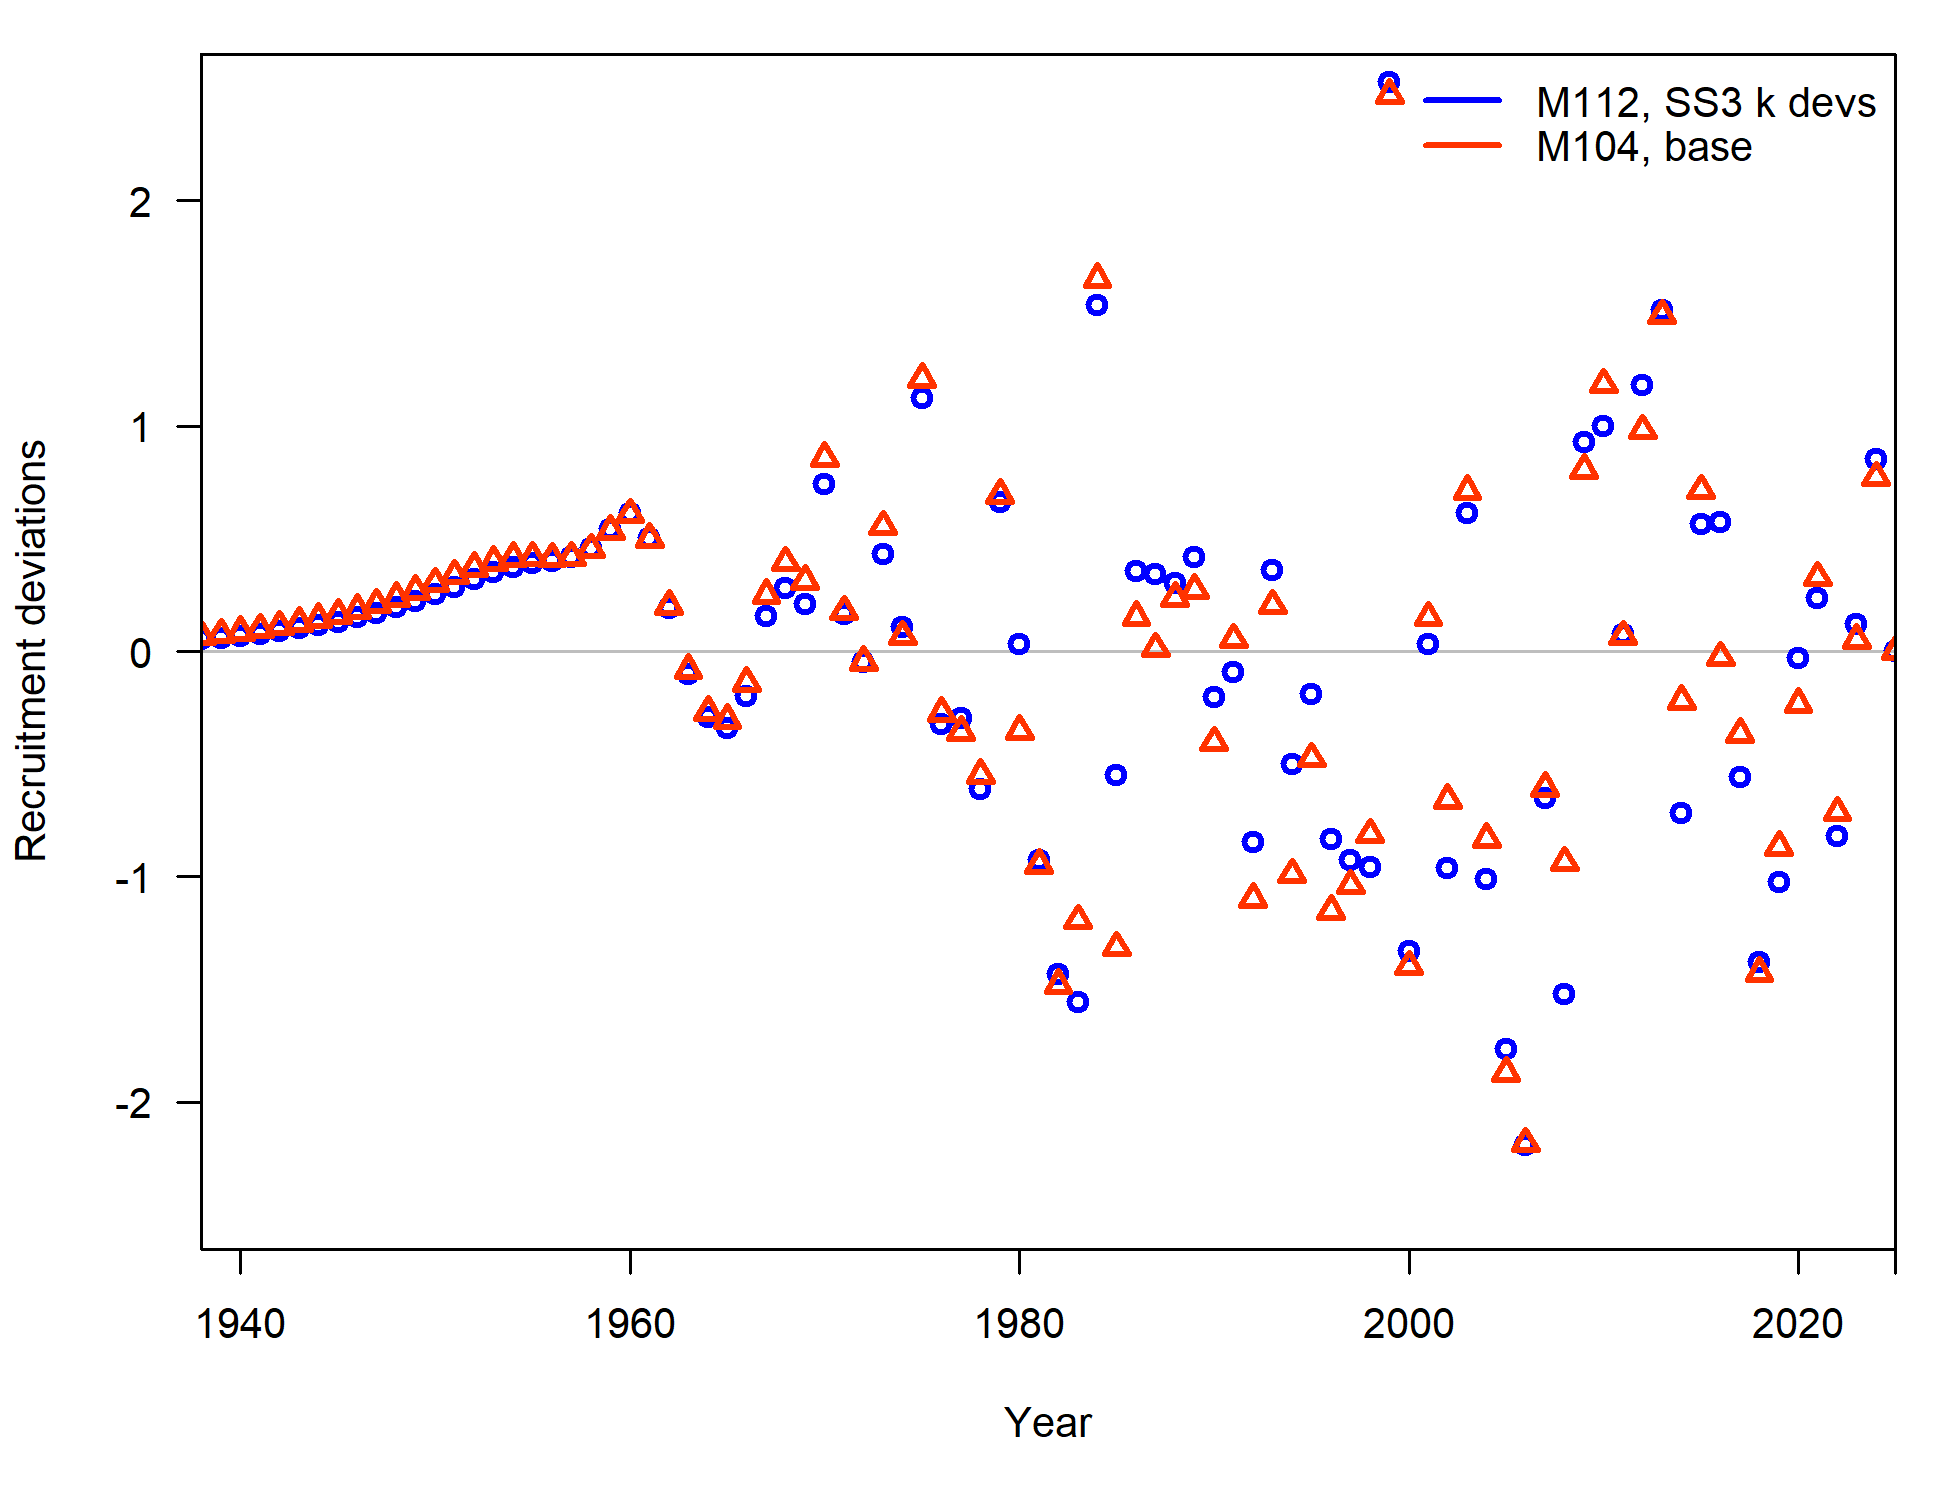 M112, SS3 k devs
M104, base
2
1
0
-1
-2
Recruitment deviations
1940 1960 1980 2000 2020
Year